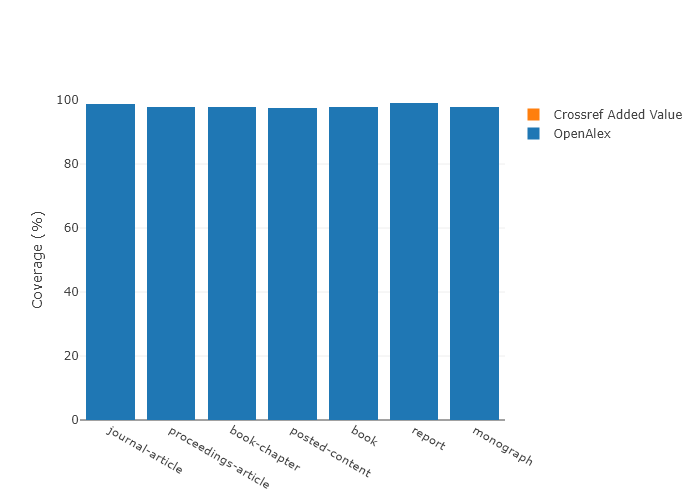 100
80
60
40
20
0
Coverage (%)
journal-article
proceedings-article
book-chapter
posted-content
book
report
monograph
Crossref Added Value
OpenAlex